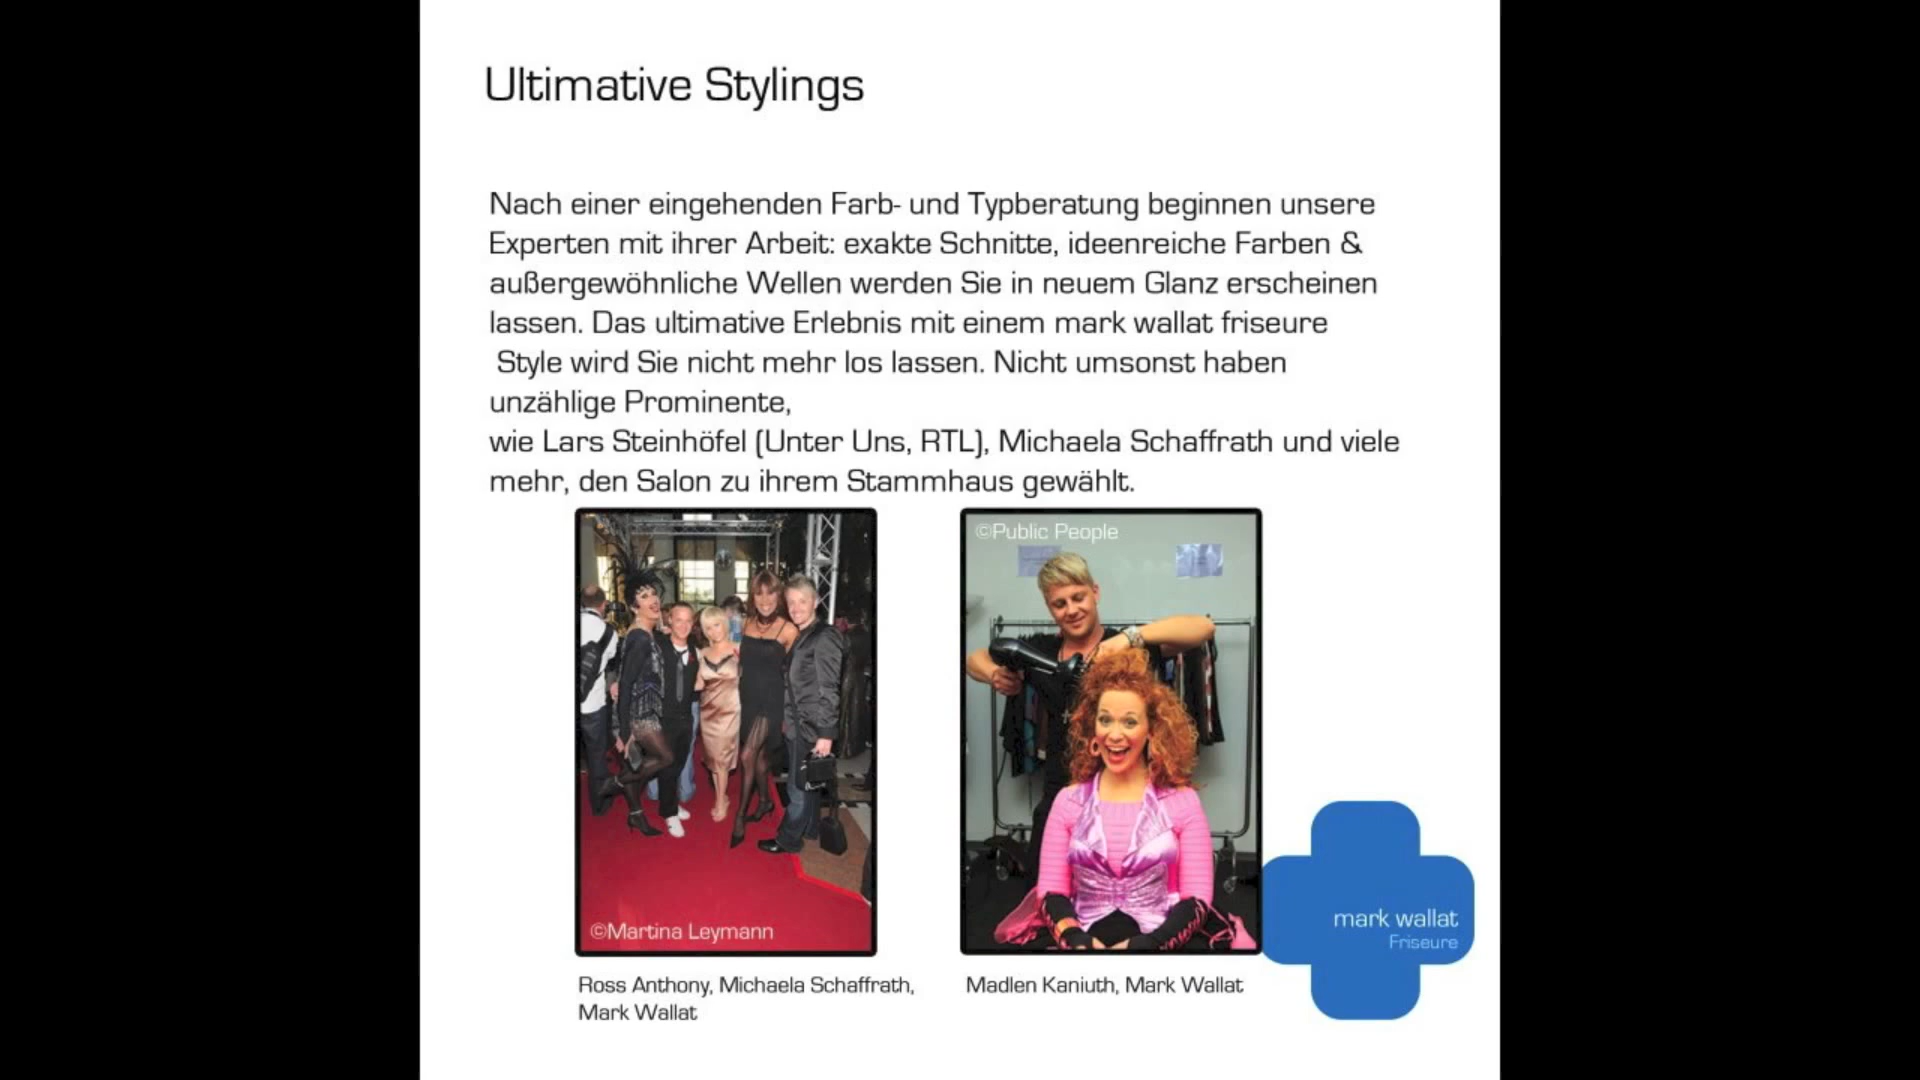 Ultimative Stylings
Nach einer eingehenden Farb- und Typberatung beginnen unsere
Experten mit ihrer Arbeit: exakte Schnitte, ideenreiche Farben &
außergewöhnliche Wellen werden Sie in neuem Glanz erscheinen
lassen. Das ultimative Erlebnis mit einem mark wallat friseure
Style wird Sie nicht mehr los lassen. Nicht umsonst haben
unzählige Prominente,
wie Lars Steinhöfel (Unter Uns, RTL), Michaela Schaffrath und viele
mehr, den Salon zu ihrem Stammhaus gewählt.
©Martina Leymann
Ross Anthony, Michaela Schaffrath,
Mark Wallat
©Public People
Madlen Kaniuth, Mark Wallat
mark wallat
Friseure